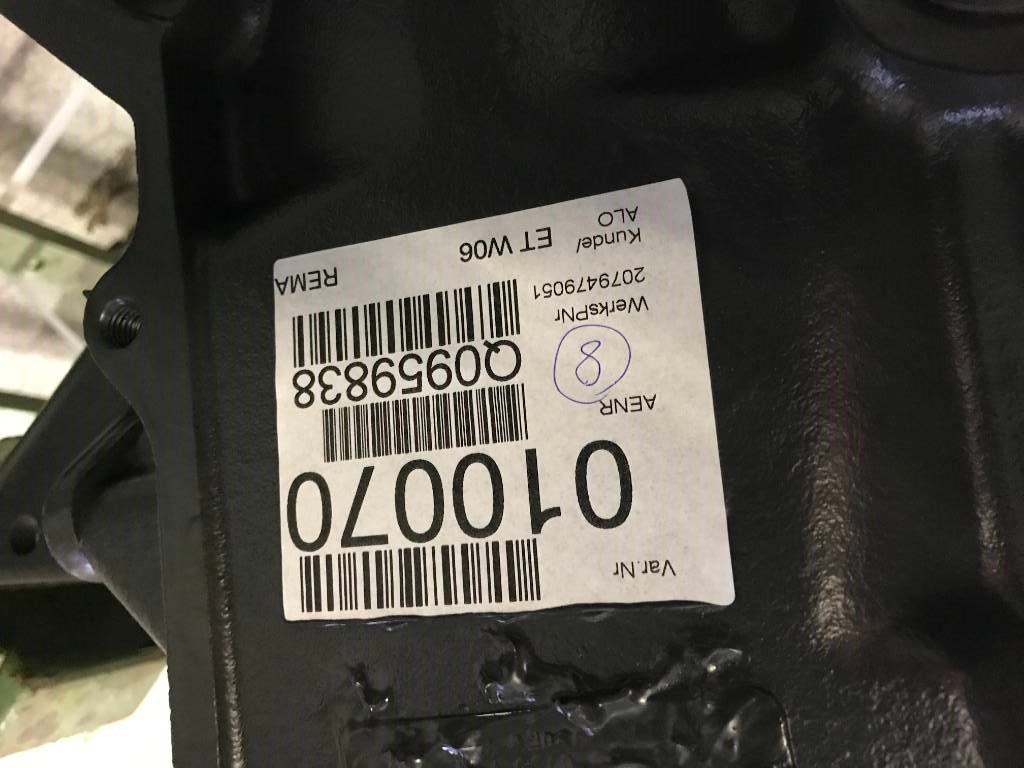 Var.Nr
010070
AENR
8
Q0959838
WerksPNr
2079479051
Kunde/ ET W06 REMA
ALO